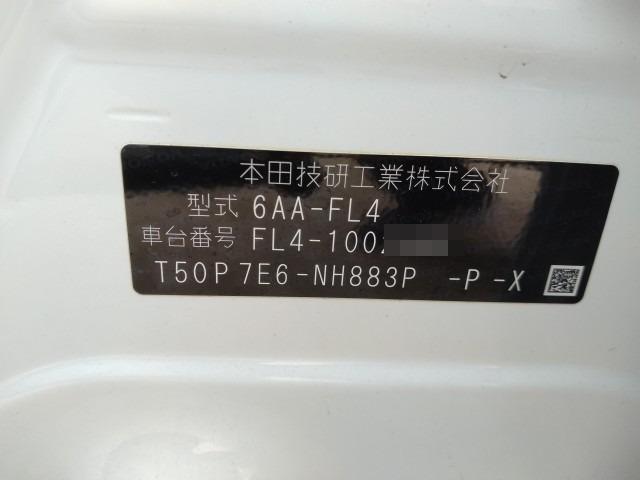 本田技研工業株式会社
型式 6AA-FL4
車台番号 FL4-1002
T50P 7E6-NH883P -P -X